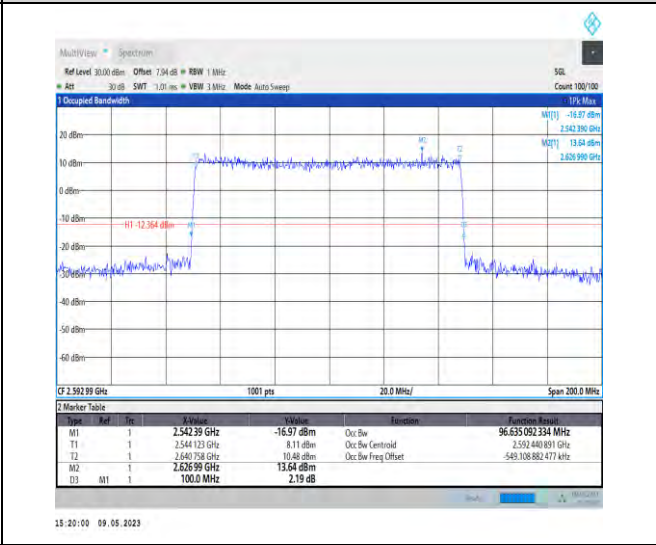 MultiView Spectrum
Ref Level 30.00 dBm Offset 7.94 dB RBW 1 MHz SGL
Att 30 dB SWT 1.01 ms VBW 3 MHz Mode Auto Sweep Count 100/100
1 Occupied Bandwidth 1Pk Max
M1[1] -16.97 dBm
2.542 390 GHz
M2[1] 13.64 dBm
2.626 990 GHz
20 dBm
M2
T2
10 dBm
0 dBm
-10 dBm
H1 -12.364 dBm
M1
-20 dBm
-30 dBm
-40 dBm
-50 dBm
-60 dBm
CF 2.592 99 GHz 1001 pts 20.0 MHz/ Span 200.0 MHz
2 Marker Table
Type Ref Trc X-Value Y-Value Function Function Result
M1 1 2.542 39 GHz -16.97 dBm Occ Bw 96.635 092 334 MHz
T1 1 2.544 123 GHz 8.11 dBm Occ Bw Centroid 2.592 440 891 GHz
T2 1 2.640 758 GHz 10.48 dBm Occ Bw Freq Offset -549.108 882 477 kHz
M2 1 2.626 99 GHz 13.64 dBm
D3 M1 1 100.0 MHz 2.19 dB
15:20:00 09.05.2023